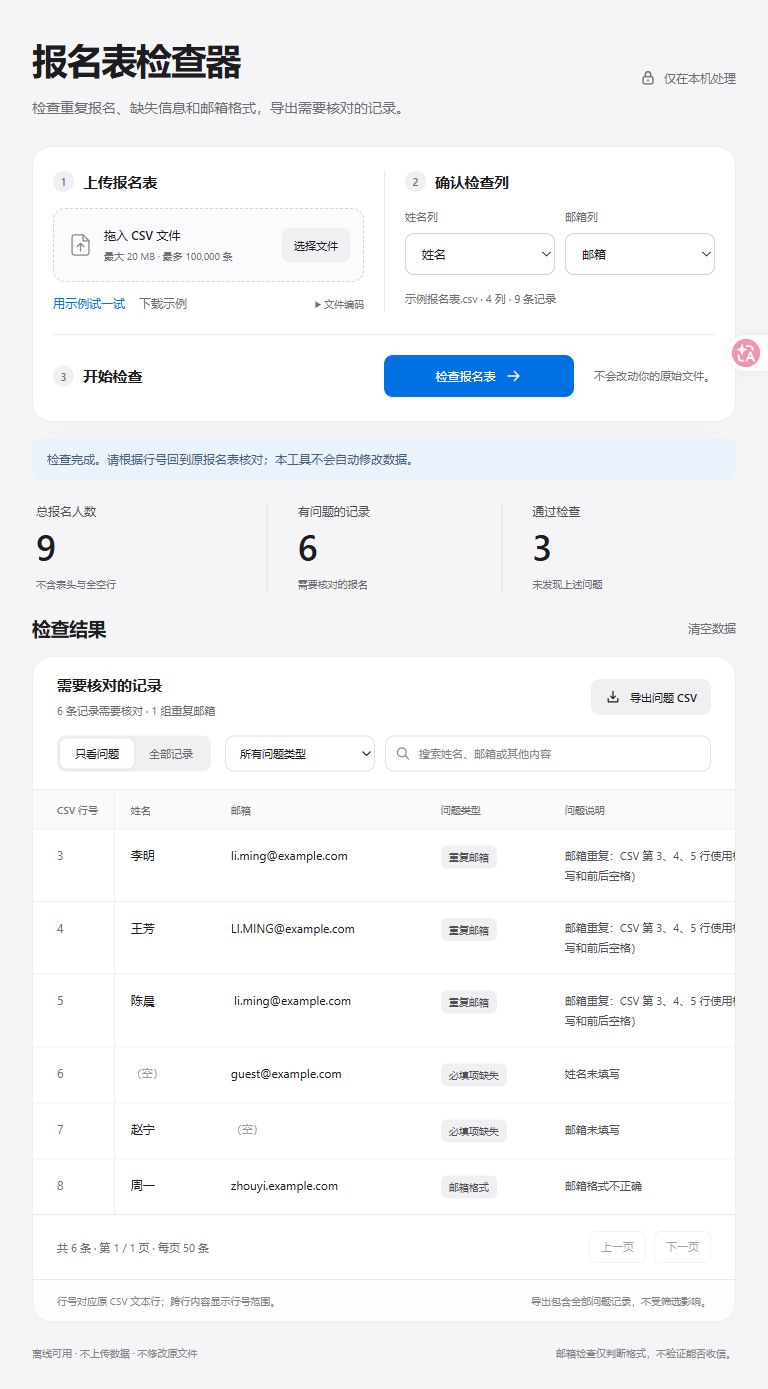 报名表检查器
仅在本机处理
检查重复报名、缺失信息和邮箱格式，导出需要核对的记录。
1 上传报名表
拖入 CSV 文件
最大 20 MB · 最多 100,000 条
选择文件
用示例试一试 下载示例
▶ 文件编码
2 确认检查列
姓名列 邮箱列
姓名 邮箱
示例报名表.csv · 4 列 · 9 条记录
3 开始检查
检查报名表 →
不会改动你的原始文件。
检查完成。请根据行号回到原报名表核对；本工具不会自动修改数据。
总报名人数
9
不含表头与全空行
有问题的记录
6
需要核对的报名
通过检查
3
未发现上述问题
检查结果
清空数据
需要核对的记录
6 条记录需要核对 · 1 组重复邮箱
导出问题 CSV
只看问题 全部记录
所有问题类型
搜索姓名、邮箱或其他内容
CSV 行号 姓名 邮箱 问题类型 问题说明
3 李明 li.ming@example.com 重复邮箱 邮箱重复：CSV 第 3、4、5 行使用
写和前后空格)
4 王芳 LI.MING@example.com 重复邮箱 邮箱重复：CSV 第 3、4、5 行使用
写和前后空格)
5 陈晨 li.ming@example.com 重复邮箱 邮箱重复：CSV 第 3、4、5 行使用
写和前后空格)
6 （空） guest@example.com 必填项缺失 姓名未填写
7 赵宁 （空） 必填项缺失 邮箱未填写
8 周一 zhouyi.example.com 邮箱格式 邮箱格式不正确
共 6 条 · 第 1 / 1 页 · 每页 50 条
上一页 下一页
行号对应原 CSV 文本行；跨行内容显示行号范围。
导出包含全部问题记录，不受筛选影响。
离线可用 · 不上传数据 · 不修改原文件
邮箱检查仅判断格式，不验证能否收信。